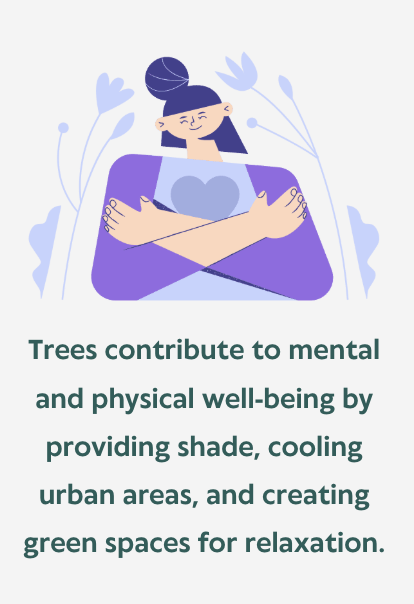 Trees contribute to mental
and physical well-being by
providing shade, cooling
urban areas, and creating
green spaces for relaxation.